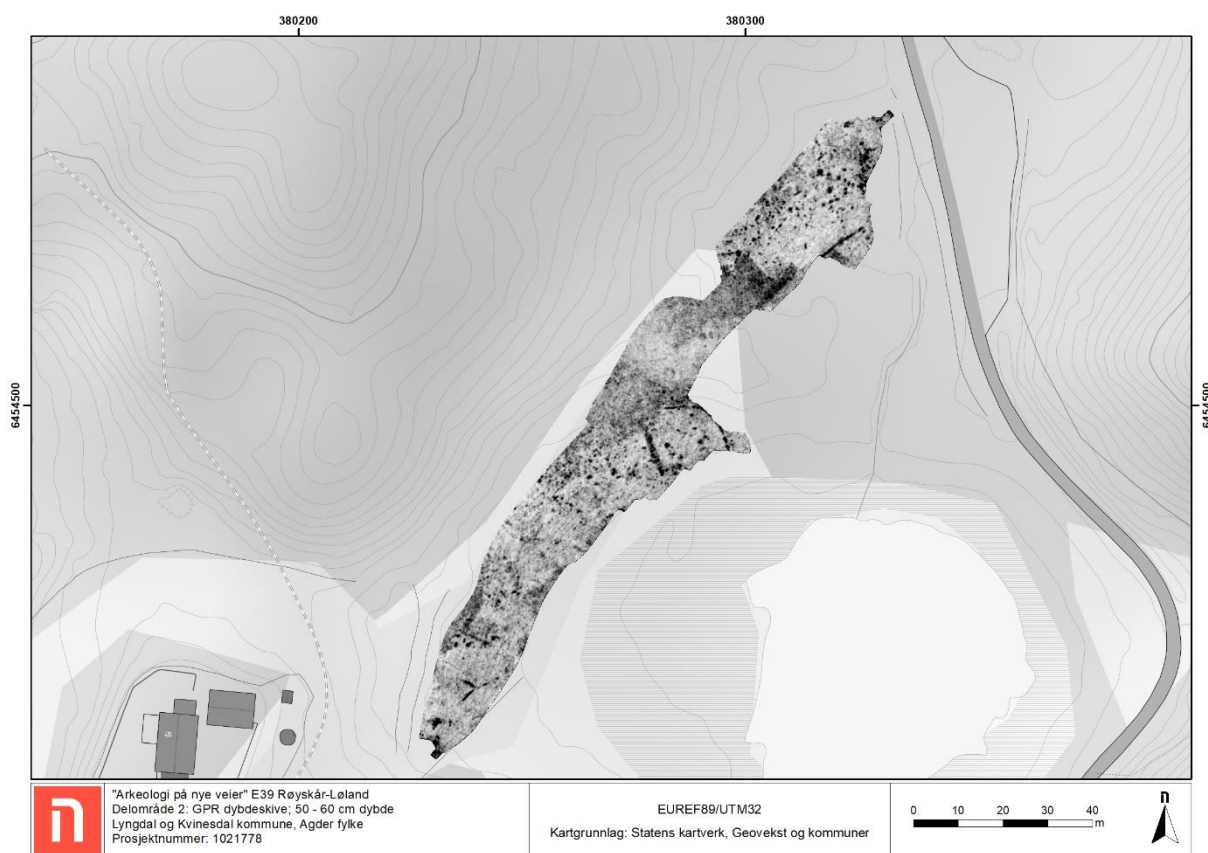 380200
380300
6454500
6454500
"Arkeologi på nye veier" E39 Røyskår-Løland
Delområde 2: GPR dybdeskive; 50 - 60 cm dybde
Lyngdal og Kvinesdal kommune, Agder fylke
Prosjektnummer: 1021778
EUREF89/UTM32
Kartgrunnlag: Statens kartverk, Geovekst og kommuner
0 10 20 30 40
m